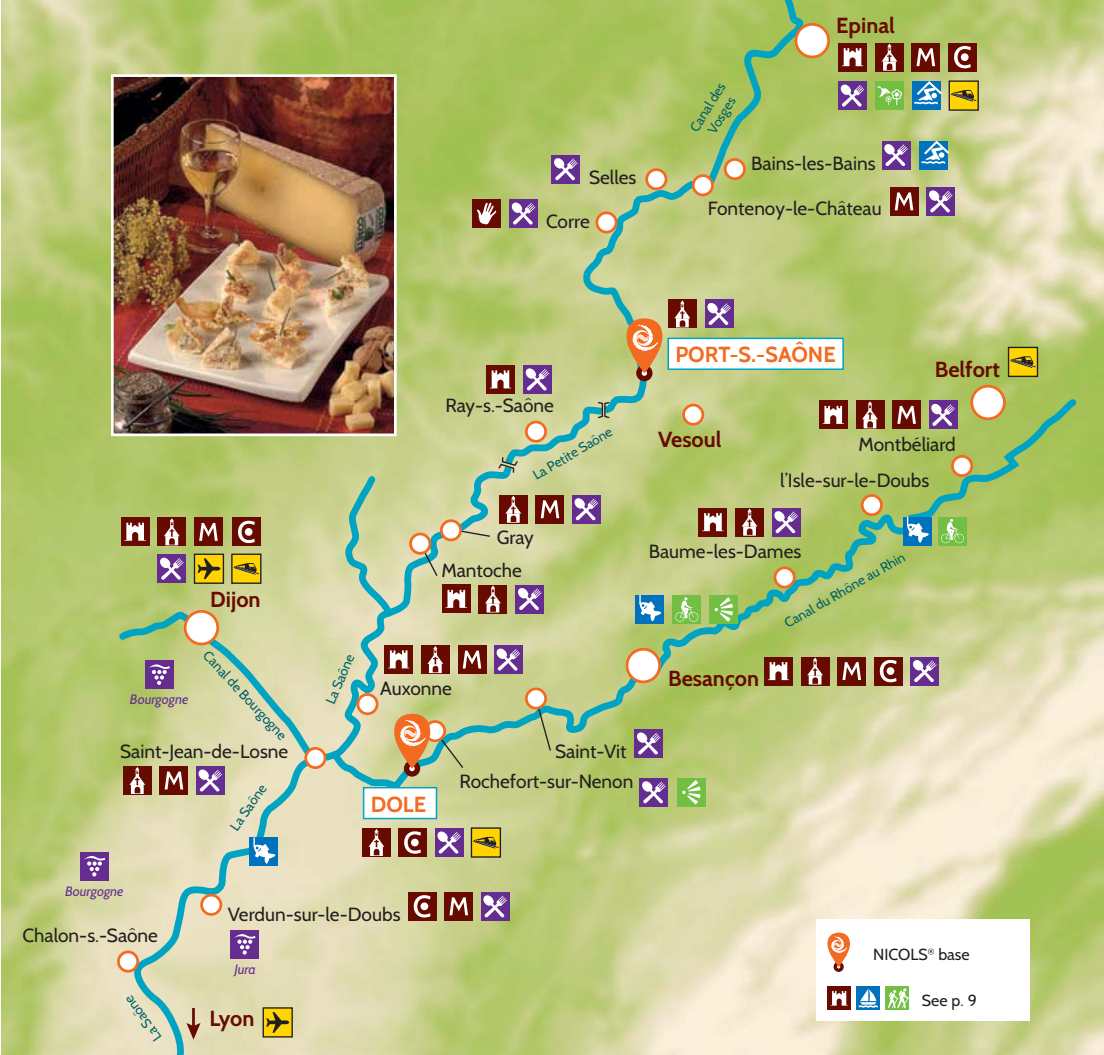 Epinal
M
Canal des
Vosges
Bains-les-Bains
Selles
Fontenoy-le-Château
M
Corre
PORT-S.-SAÔNE
Belfort
Ray-s.-Saône
M
Vesoul
Montbéliard
La Petite Saône
l'Isle-sur-le-Doubs
M
Gray
M
Baume-les-Dames
Mantoche
Canal du Rhône au Rhin
Dijon
Canal de Bourgogne
Bourgogne
La Saône
M
Auxonne
Besançon
M
Saint-Jean-de-Losne
M
Saint-Vit
Rochefort-sur-Nenon
DOLE
La Saône
Bourgogne
Verdun-sur-le-Doubs
M
Chalon-s.-Saône
Jura
La Saône
Lyon
NICOLS® base
See p. 9